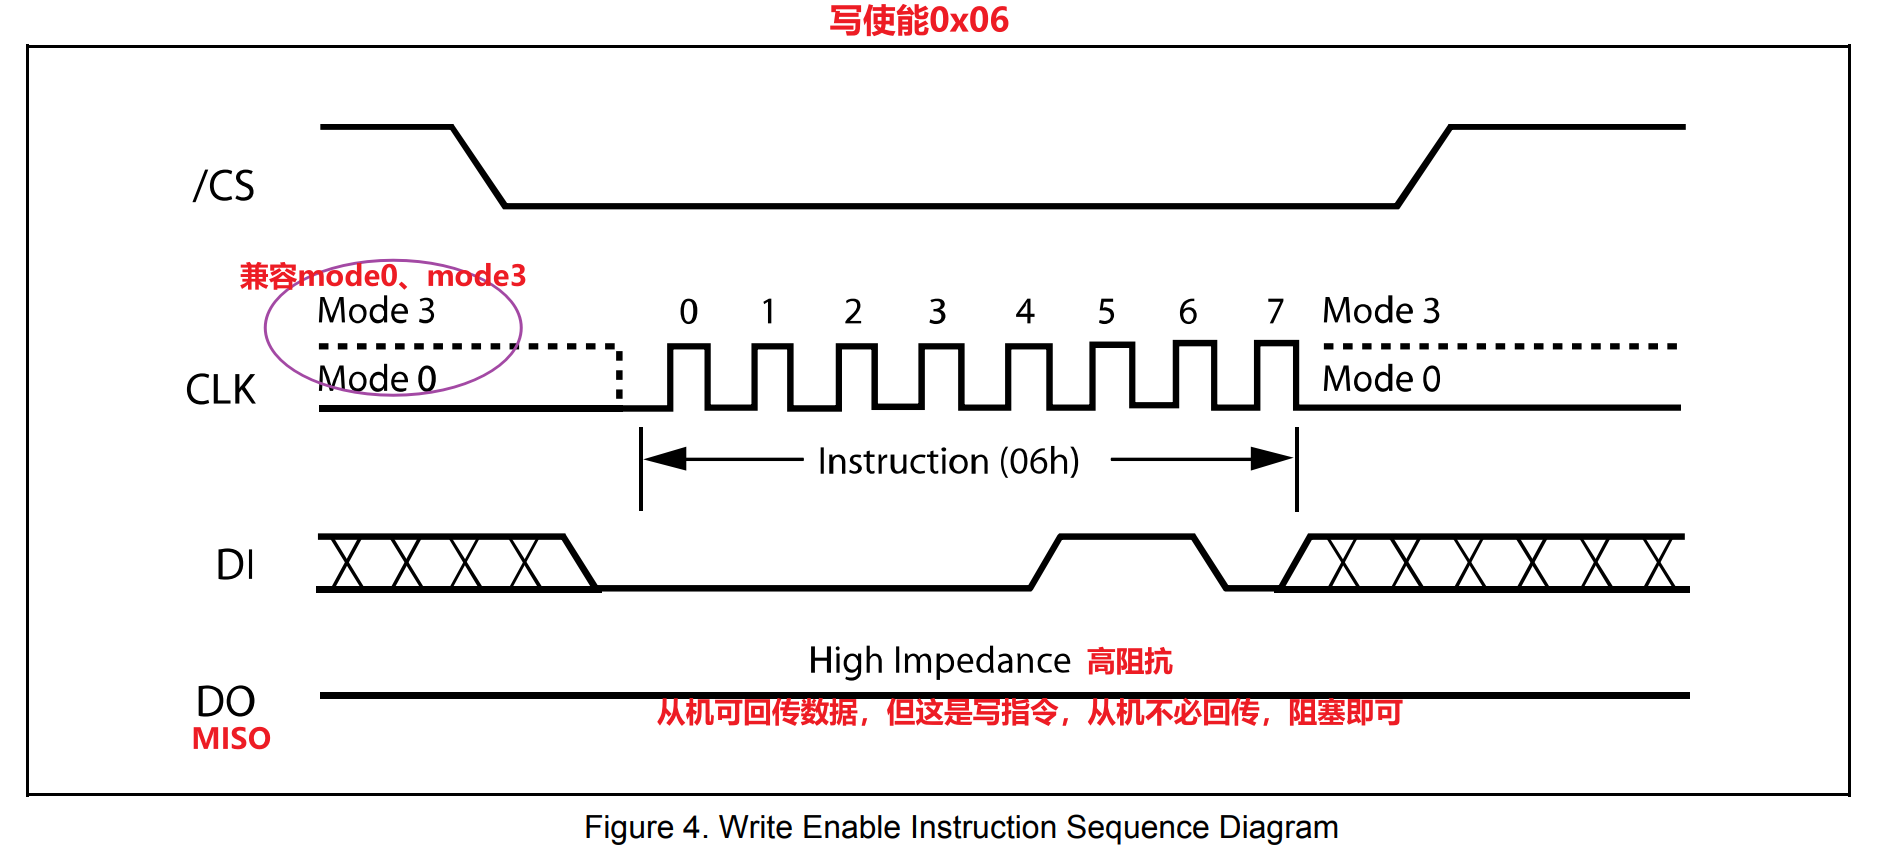 写使能0x06
/CS
兼容mode0、mode3
Mode 3
Mode 0
CLK
0 1 2 3 4 5 6 7
Mode 3
Mode 0
Instruction (06h)
DI
High Impedance 高阻抗
DO
从机可回传数据，但这是写指令，从机不必回传，阻塞即可
MISO
Figure 4. Write Enable Instruction Sequence Diagram